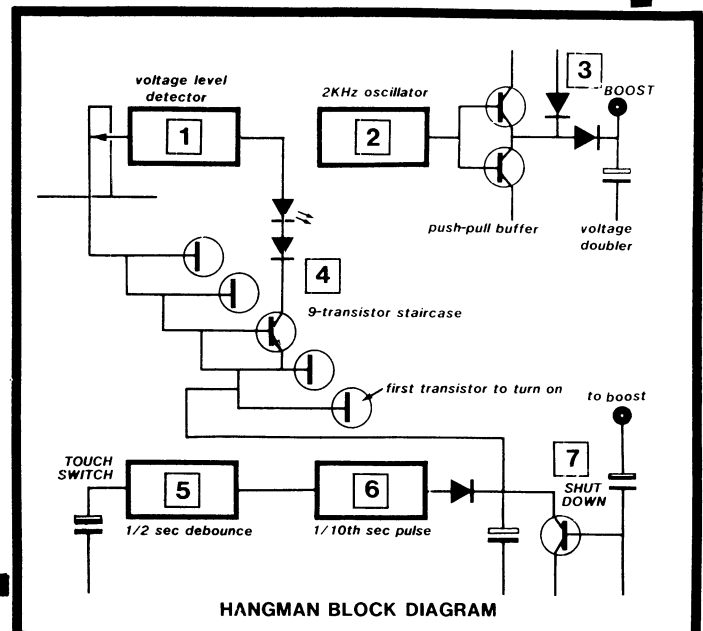 voltage level
detector
1
2KHz oscillator
2
3
BOOST
push-pull buffer
voltage
doubler
4
9-transistor staircase
first transistor to turn on
to boost
TOUCH
SWITCH
5
1/2 sec debounce
6
1/10th sec pulse
7
SHUT
DOWN
HANGMAN BLOCK DIAGRAM